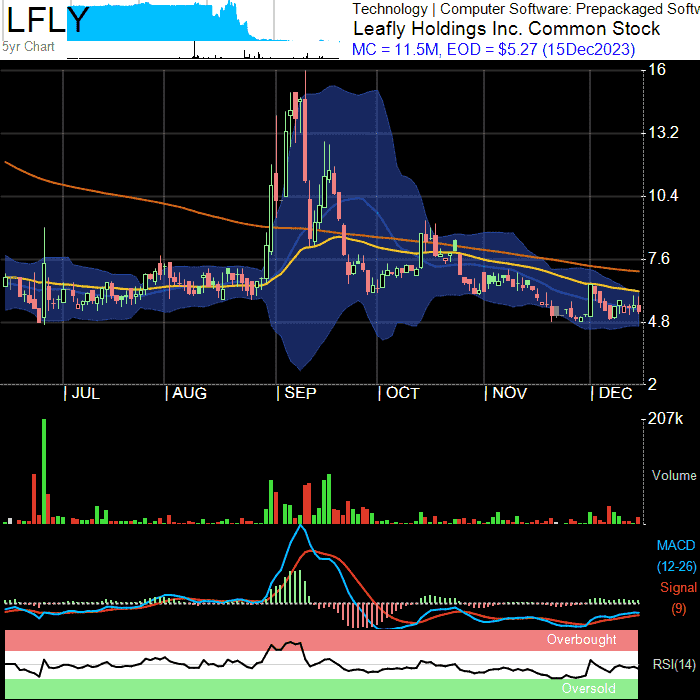 LFLY
5yr Chart
Technology | Computer Software: Prepackaged Softw
Leafly Holdings Inc. Common Stock
MC = 11.5M, EOD = $5.27 (15Dec2023)
16
13.2
10.4
7.6
4.8
2
| JUL | AUG | SEP | OCT | NOV | DEC
207k
Volume
MACD
(12-26)
Signal
(9)
Overbought
RSI(14)
Oversold